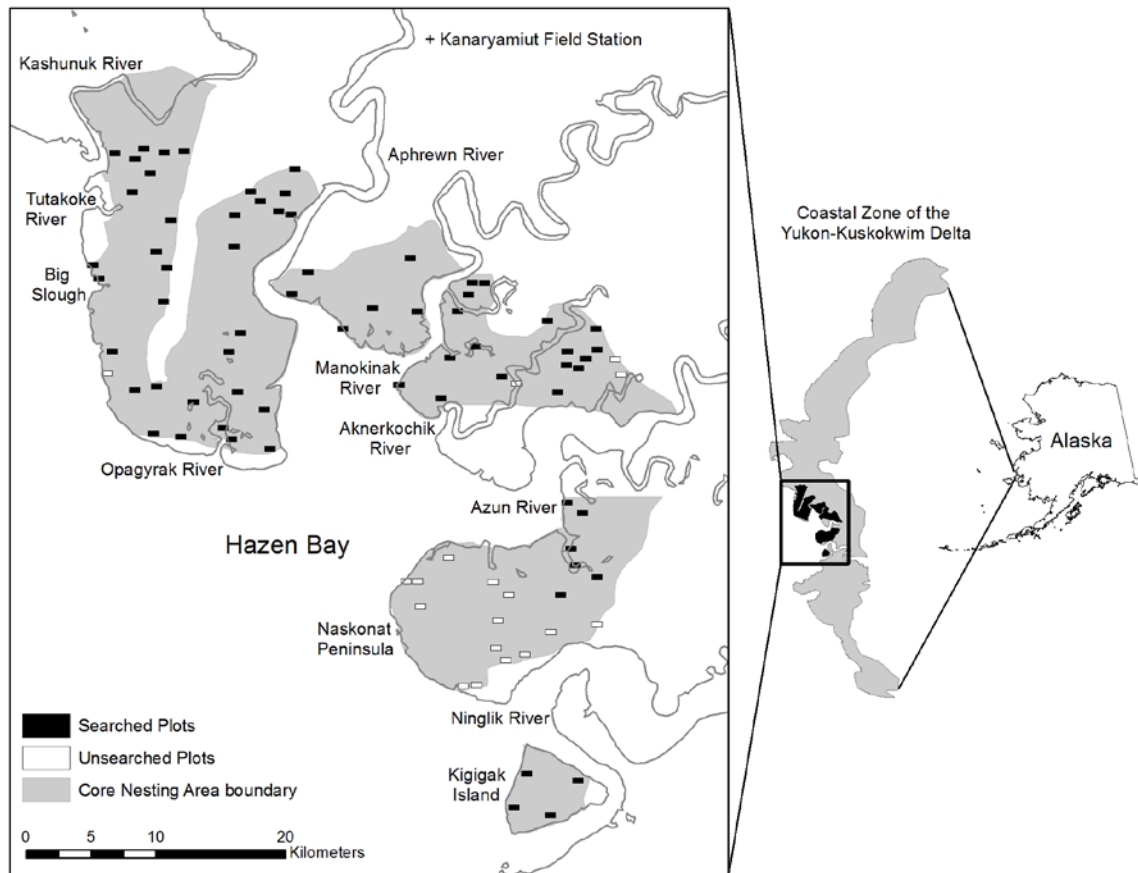 + Kanaryamiut Field Station
Kashunuk River
Aphrewn River
Tutakoke
River
Big
Slough
Manokinak
River
Aknerkochik
River
Opagyrak River
Azun River
Hazen Bay
Naskonat
Peninsula
Ninglik River
Kigigak
Island
Searched Plots
Unsearched Plots
Core Nesting Area boundary
0 5 10 20
Kilometers
Coastal Zone of the
Yukon-Kuskokwim Delta
Alaska